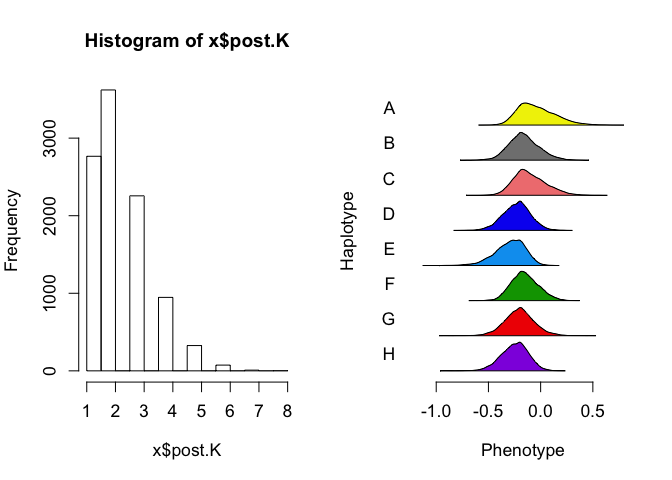 Histogram of x$post.K
Frequency
0
1000
2000
3000
1 2 3 4 5 6 7 8
x$post.K
Haplotype
A
B
C
D
E
F
G
H
-1.0 -0.5 0.0 0.5
Phenotype